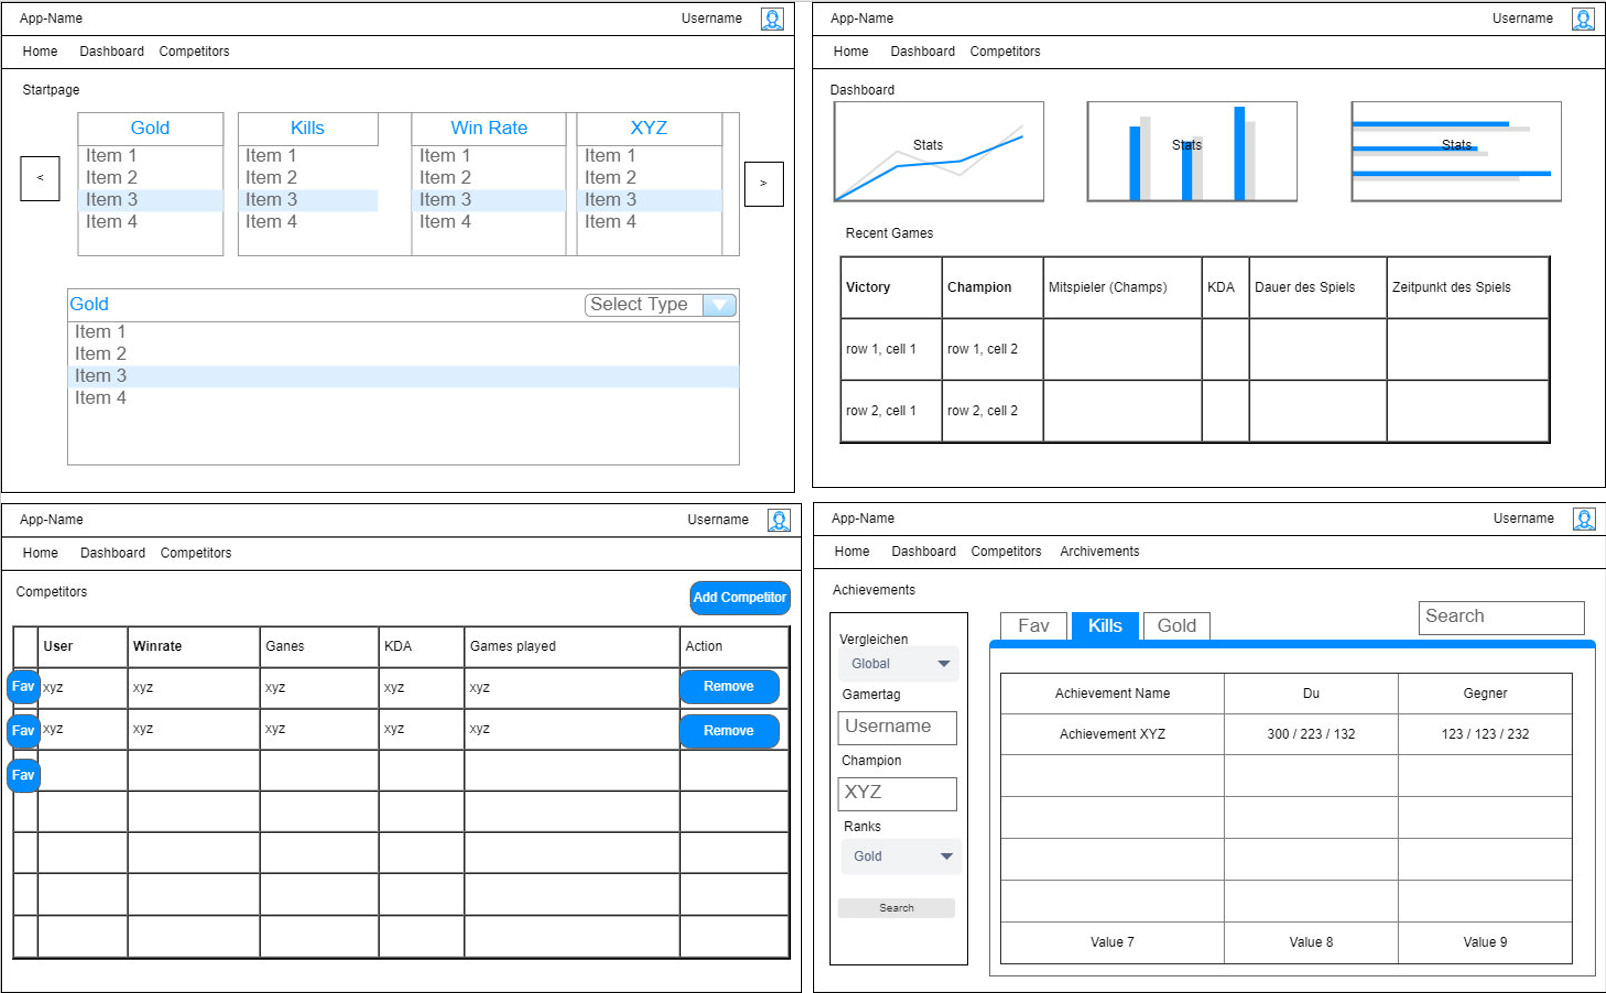 App-Name Username
Home Dashboard Competitors
Startpage
Gold Kills Win Rate XYZ
Item 1 Item 1 Item 1 Item 1
Item 2 Item 2 Item 2 Item 2
< Item 3 Item 3 Item 3 Item 3 >
Item 4 Item 4 Item 4 Item 4
Gold Select Type
Item 1
Item 2
Item 3
Item 4
App-Name Username
Home Dashboard Competitors
Dashboard
Stats Stats Stats
Recent Games
Victory Champion Mitspieler (Champs) KDA Dauer des Spiels Zeitpunkt des Spiels
row 1, cell 1 row 1, cell 2
row 2, cell 1 row 2, cell 2
App-Name Username
Home Dashboard Competitors
Competitors Add Competitor
User Winrate Ganes KDA Games played Action
Fav xyz xyz xyz xyz xyz Remove
Fav xyz xyz xyz xyz xyz Remove
Fav
App-Name Username
Home Dashboard Competitors Archivements
Achievements
Vergleichen
Global
Gamertag
Username
Champion
XYZ
Ranks
Gold
Search
Fav Kills Gold Search
Achievement Name Du Gegner
Achievement XYZ 300 / 223 / 132 123 / 123 / 232
Value 7 Value 8 Value 9